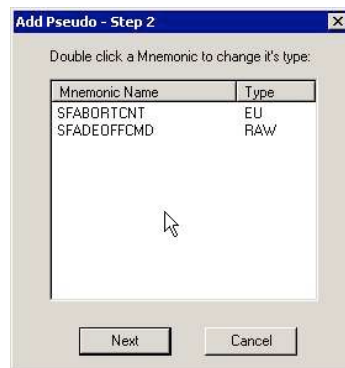 Add Pseudo - Step 2
Double click a Mnemonic to change it's type:
Mnemonic Name Type
SFABORTCNT EU
SFADEOFFCMD RAW
Next Cancel